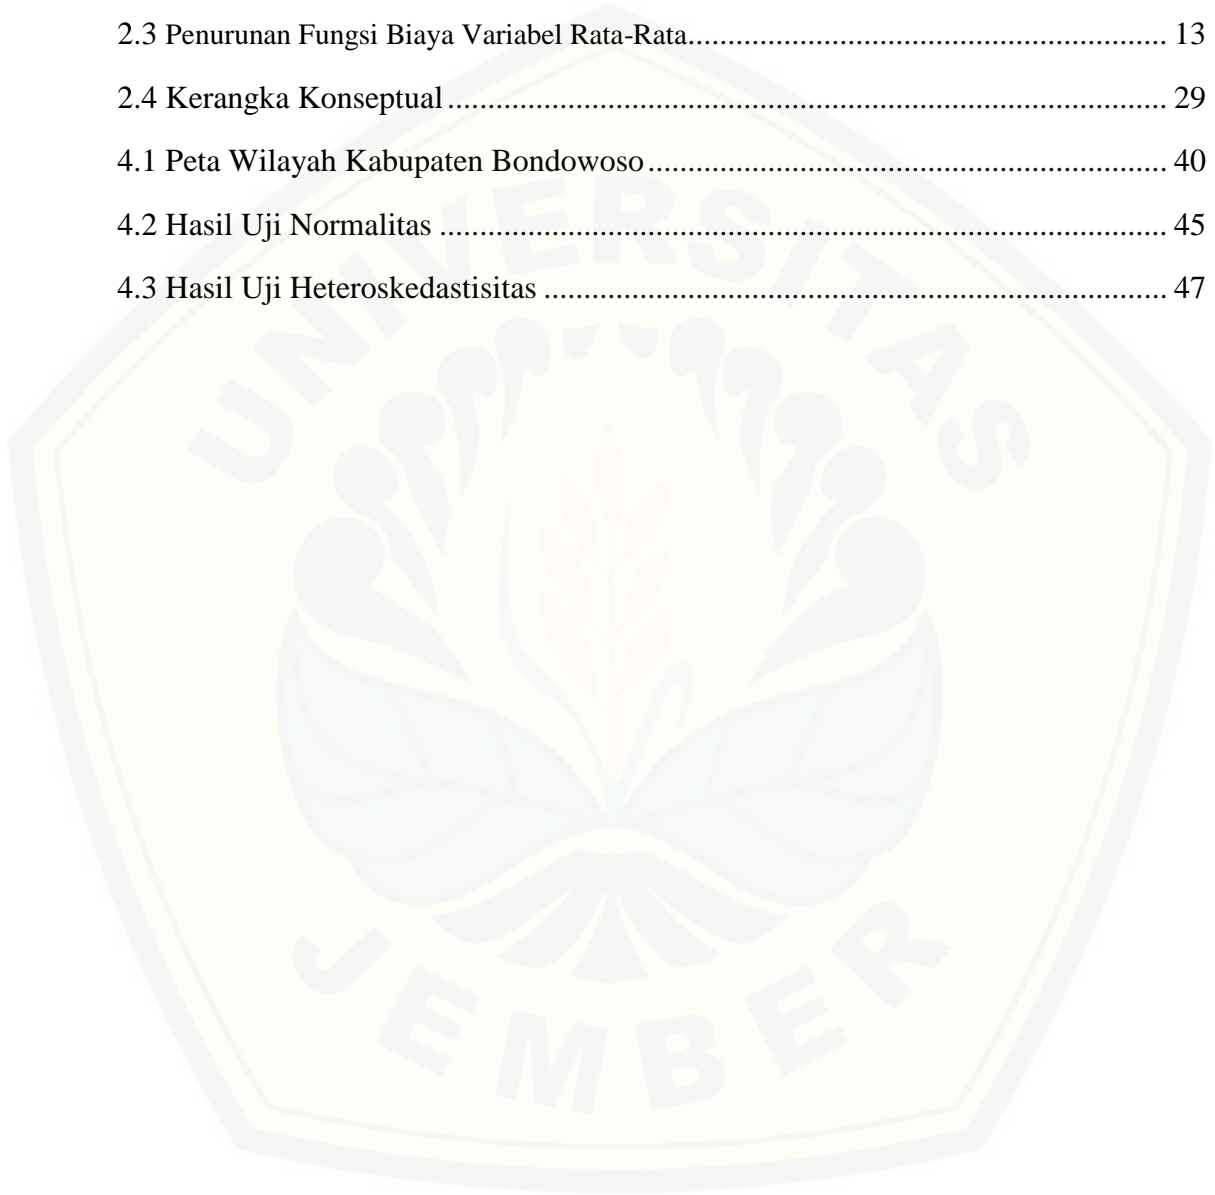 2.3 Penurunan Fungsi Biaya Variabel Rata-Rata.......................................................... 13
2.4 Kerangka Konseptual........................................................................................ 29
4.1 Peta Wilayah Kabupaten Bondowoso............................................................... 40
4.2 Hasil Uji Normalitas ......................................................................................... 45
4.3 Hasil Uji Heteroskedastisitas ............................................................................ 47
UNIVERSITAS
JEMBER